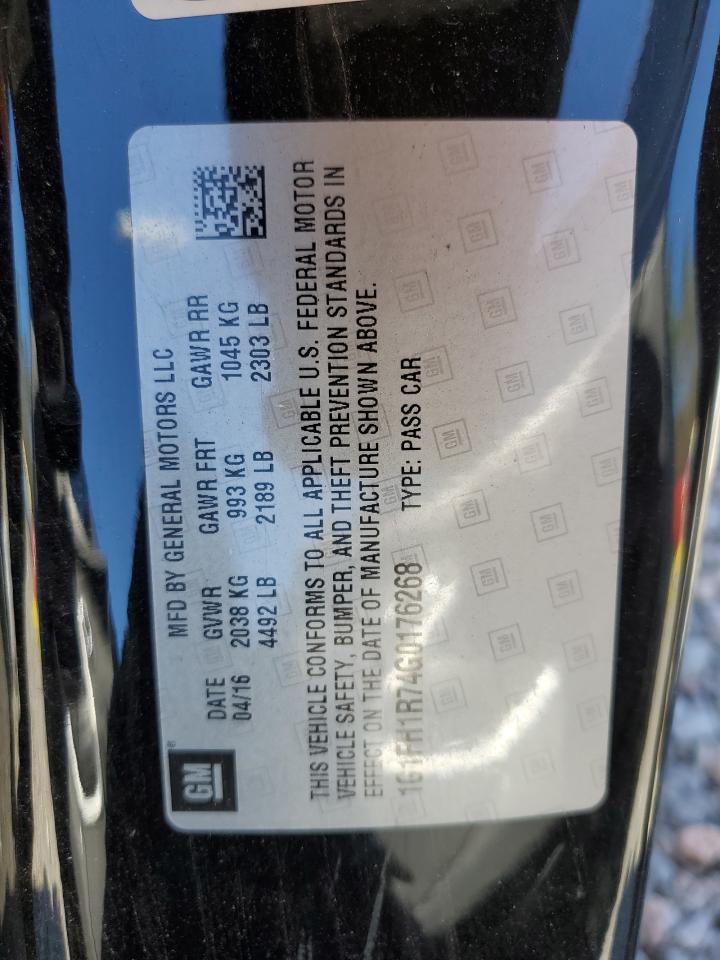 GM®
MFD BY GENERAL MOTORS LLC
DATE GVWR GAWR FRT GAWR RR
04/16 2038 KG 993 KG 1045 KG
4492 LB 2189 LB 2303 LB
THIS VEHICLE CONFORMS TO ALL APPLICABLE U.S. FEDERAL MOTOR
VEHICLE SAFETY, BUMPER, AND THEFT PREVENTION STANDARDS IN
EFFECT ON THE DATE OF MANUFACTURE SHOWN ABOVE.
1G1FH1R74G0176268 TYPE: PASS CAR